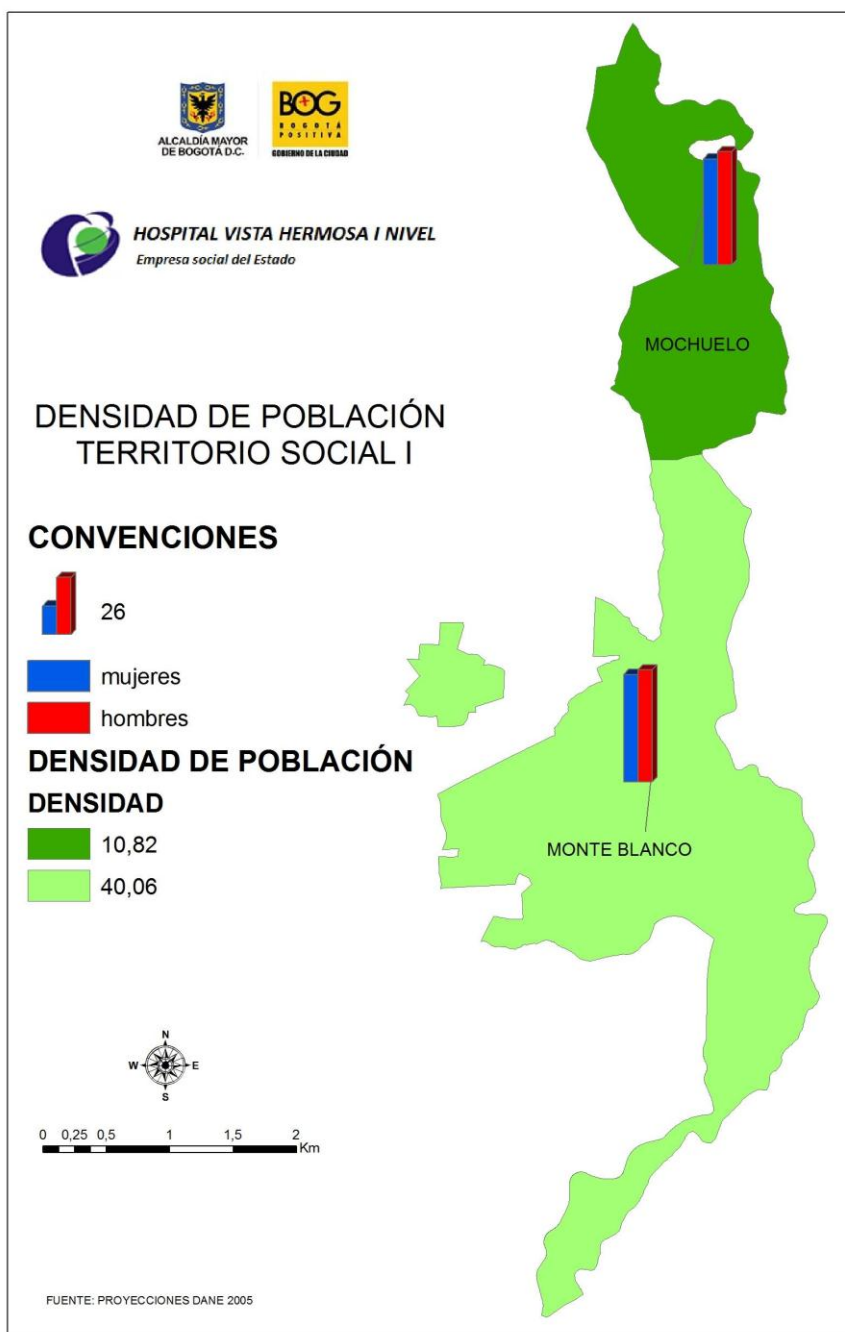 ALCALDÍA MAYOR
DE BOGOTÁ D.C.
BOG
BOGOTÁ
POSITIVA
GOBIERNO DE LA CIUDAD
HOSPITAL VISTA HERMOSA I NIVEL
Empresa social del Estado
DENSIDAD DE POBLACIÓN
TERRITORIO SOCIAL I
CONVENCIONES
26
mujeres
hombres
DENSIDAD DE POBLACIÓN
DENSIDAD
10,82
40,06
MOCHUELO
MONTE BLANCO
N
W E
S
0 0,25 0,5 1 1,5 2
Km
FUENTE: PROYECCIONES DANE 2005